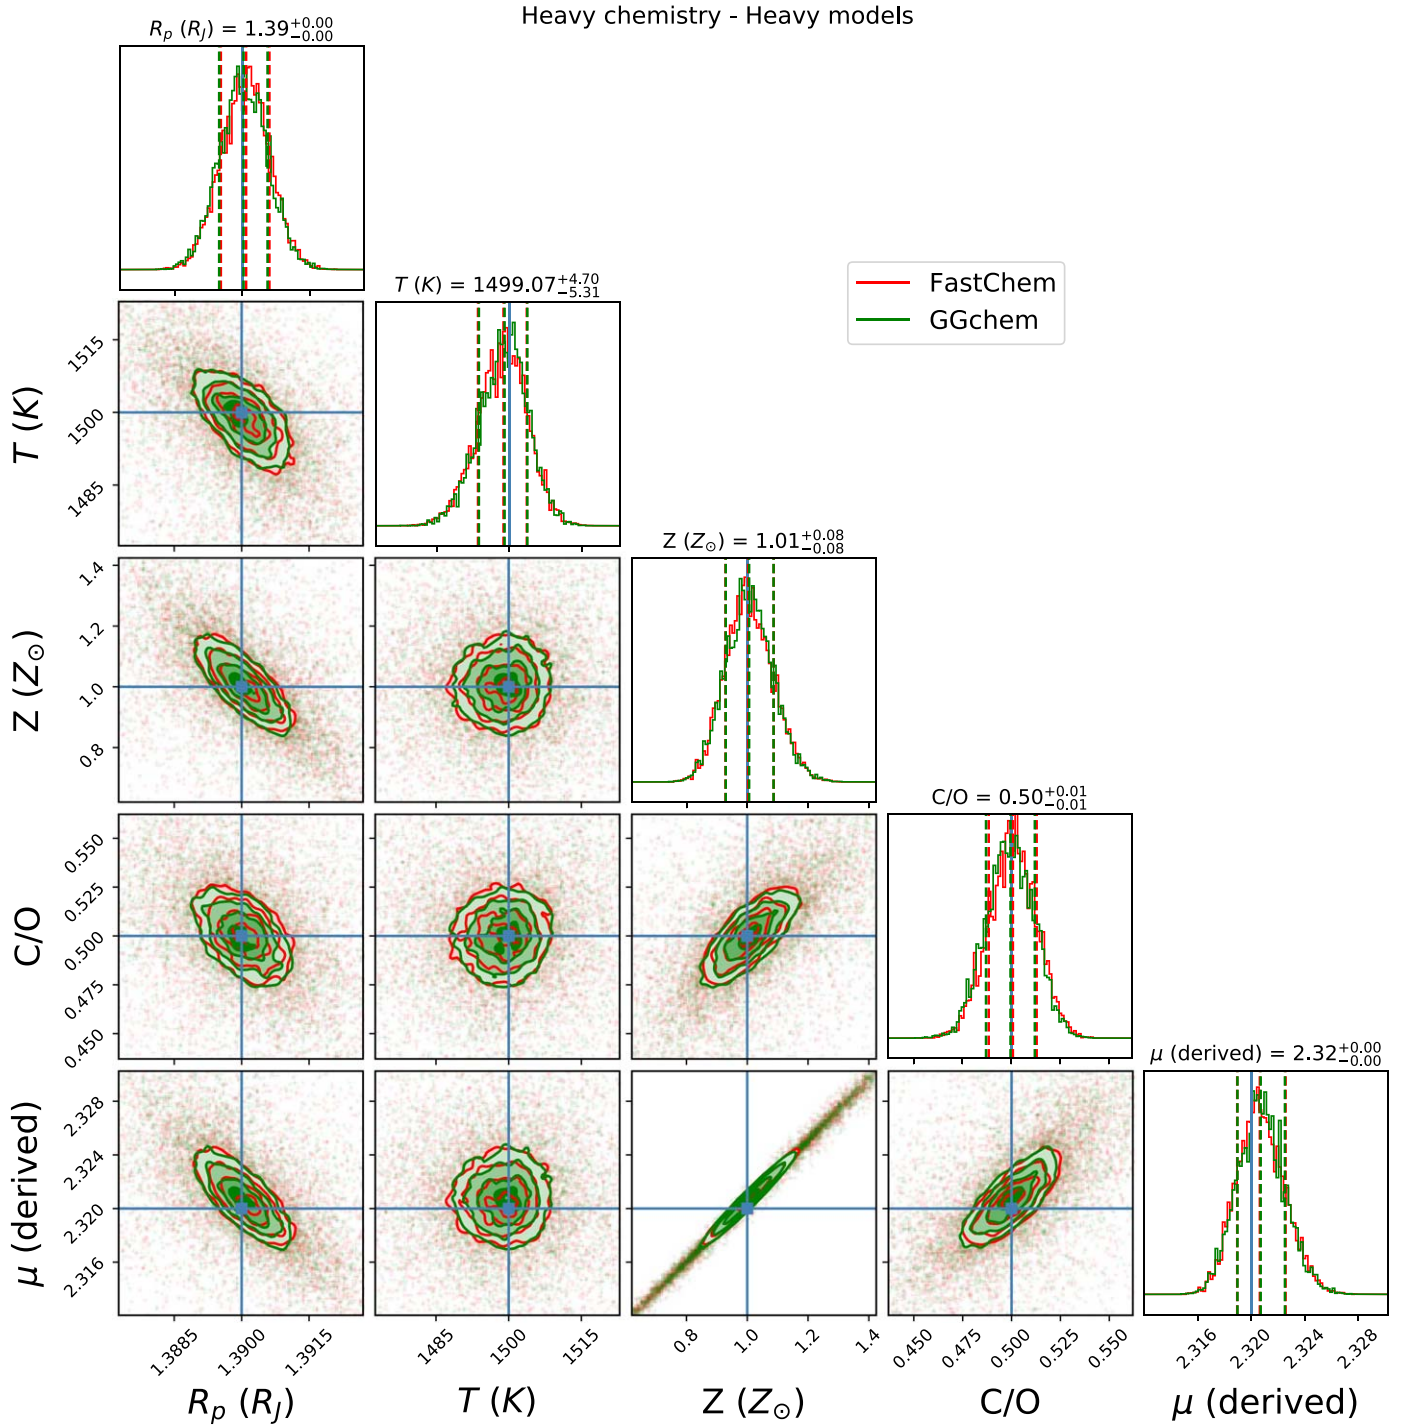 Heavy chemistry - Heavy models
R_p (R_J) = 1.39^{+0.00}_{-0.00}
T (K) = 1499.07^{+4.70}_{-5.31}
FastChem
GGchem
T (K)
1515
1500
1485
Z (Z_⊙) = 1.01^{+0.08}_{-0.08}
Z (Z_⊙)
1.4
1.2
1.0
0.8
C/O = 0.50^{+0.01}_{-0.01}
C/O
0.550
0.525
0.500
0.475
0.450
μ (derived) = 2.32^{+0.00}_{-0.00}
μ (derived)
2.328
2.324
2.320
2.316
1.3885 1.3900 1.3915 1485 1500 1515 0.8 1.0 1.2 1.4 0.450 0.475 0.500 0.525 0.550 2.316 2.320 2.324 2.328
R_p (R_J) T (K) Z (Z_⊙) C/O μ (derived)